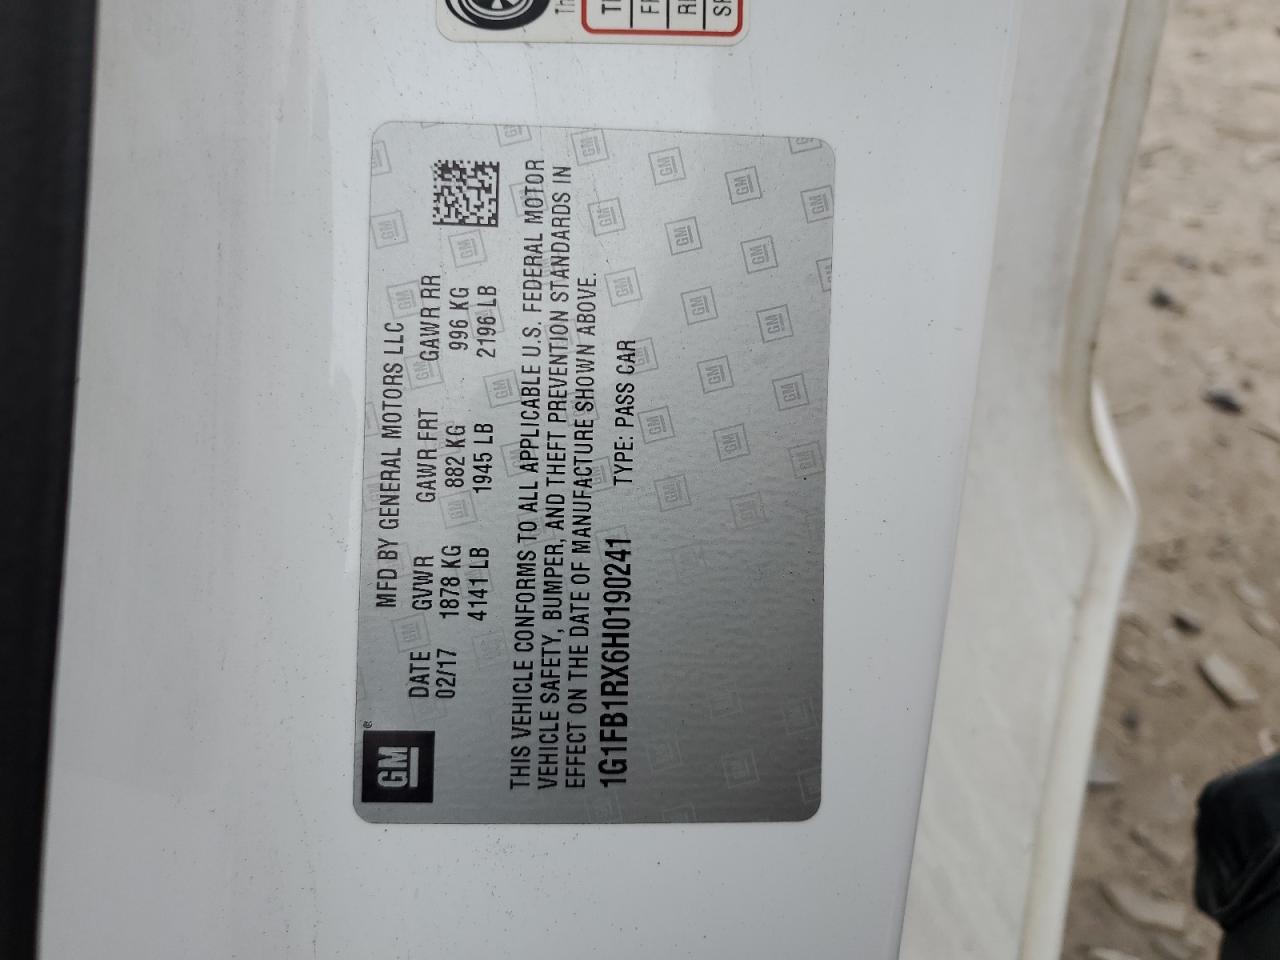 GM®
MFD BY GENERAL MOTORS LLC
DATE GVWR GAWR FRT GAWR RR
02/17 1878 KG 882 KG 996 KG
4141 LB 1945 LB 2196 LB
THIS VEHICLE CONFORMS TO ALL APPLICABLE U.S. FEDERAL MOTOR
VEHICLE SAFETY, BUMPER, AND THEFT PREVENTION STANDARDS IN
EFFECT ON THE DATE OF MANUFACTURE SHOWN ABOVE.
1G1FB1RX6H0190241 TYPE: PASS CAR